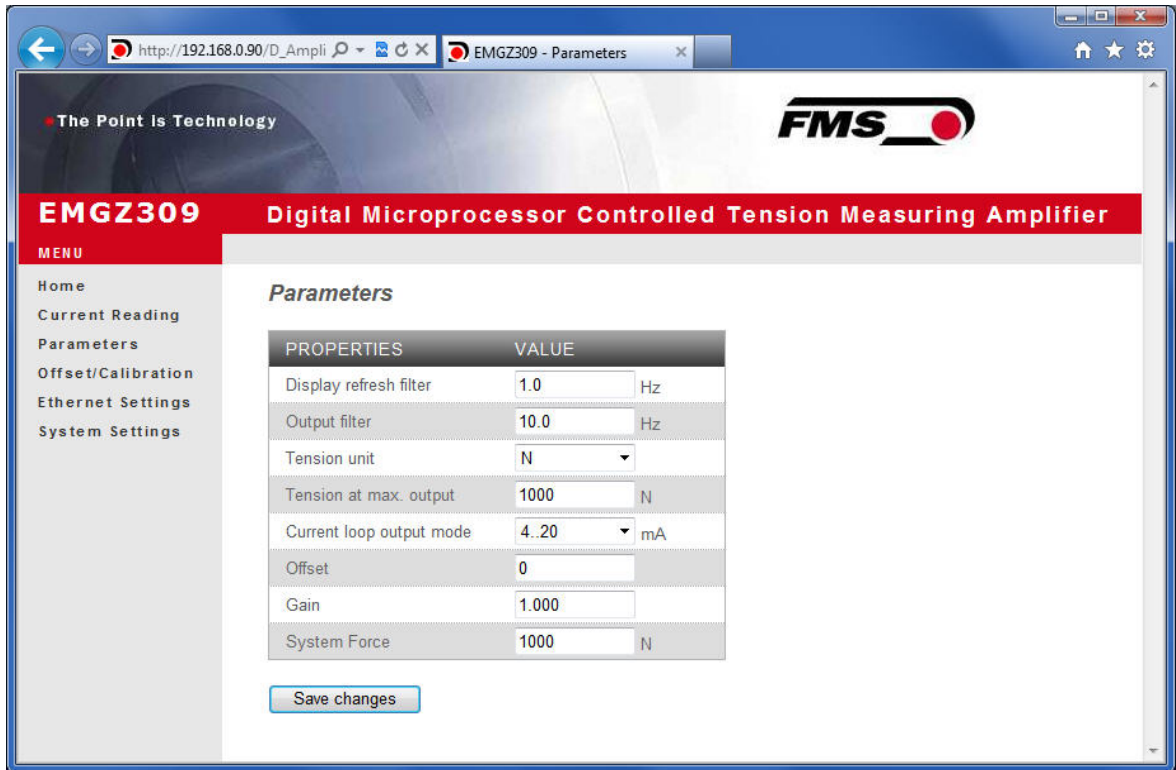 http://192.168.0.90/D_Ampli
EMGZ309 - Parameters
The Point is Technology
FMS
EMGZ309 Digital Microprocessor Controlled Tension Measuring Amplifier
MENU
Home
Current Reading
Parameters
Offset/Calibration
Ethernet Settings
System Settings
Parameters
PROPERTIES VALUE
Display refresh filter 1.0 Hz
Output filter 10.0 Hz
Tension unit N
Tension at max. output 1000 N
Current loop output mode 4..20 mA
Offset 0
Gain 1.000
System Force 1000 N
Save changes